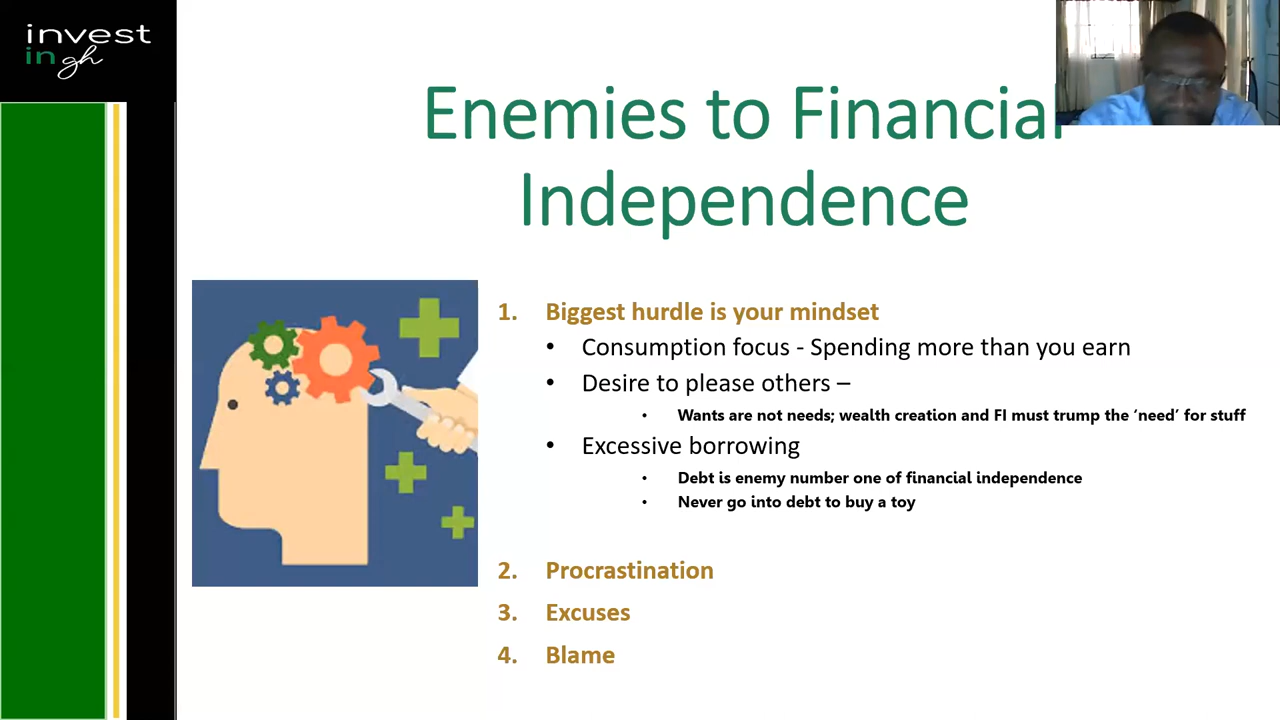 invest
in gh
Enemies to Financial
Independence
1. Biggest hurdle is your mindset
• Consumption focus - Spending more than you earn
• Desire to please others –
• Wants are not needs; wealth creation and FI must trump the ‘need’ for stuff
• Excessive borrowing
• Debt is enemy number one of financial independence
• Never go into debt to buy a toy
2. Procrastination
3. Excuses
4. Blame